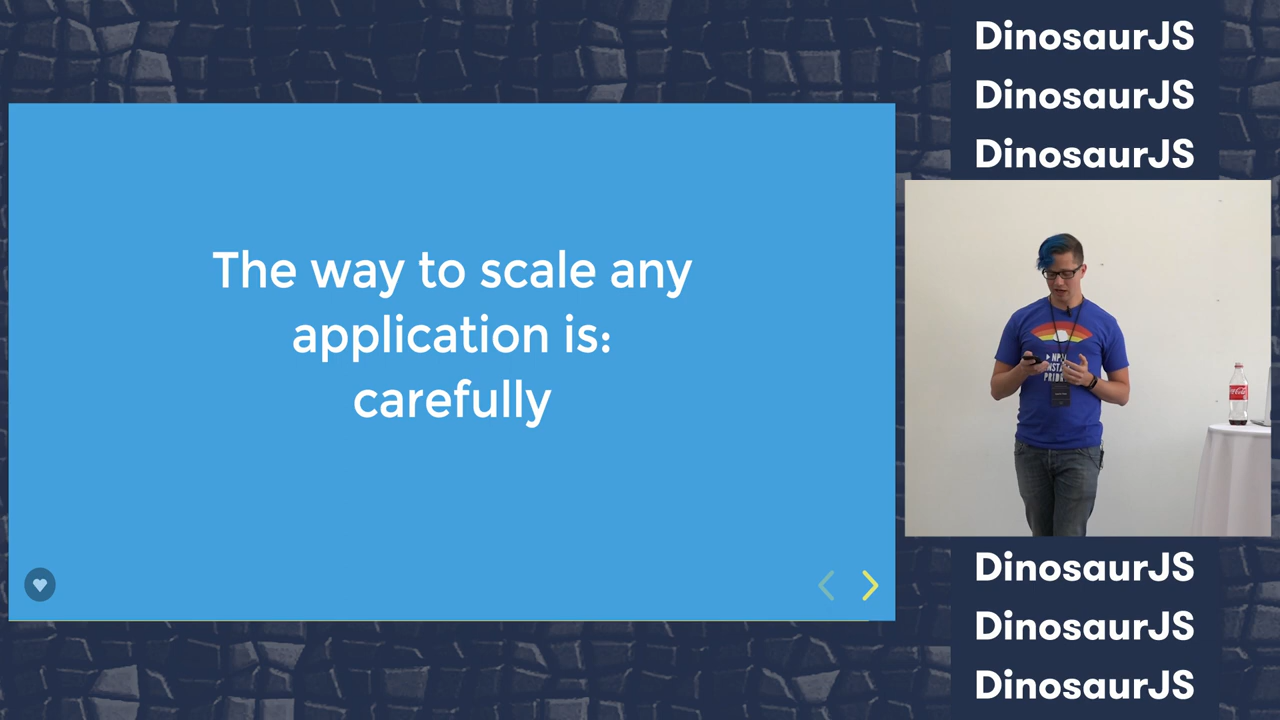 The way to scale any
application is:
carefully
DinosaurJS
DinosaurJS
DinosaurJS
DinosaurJS
DinosaurJS
DinosaurJS